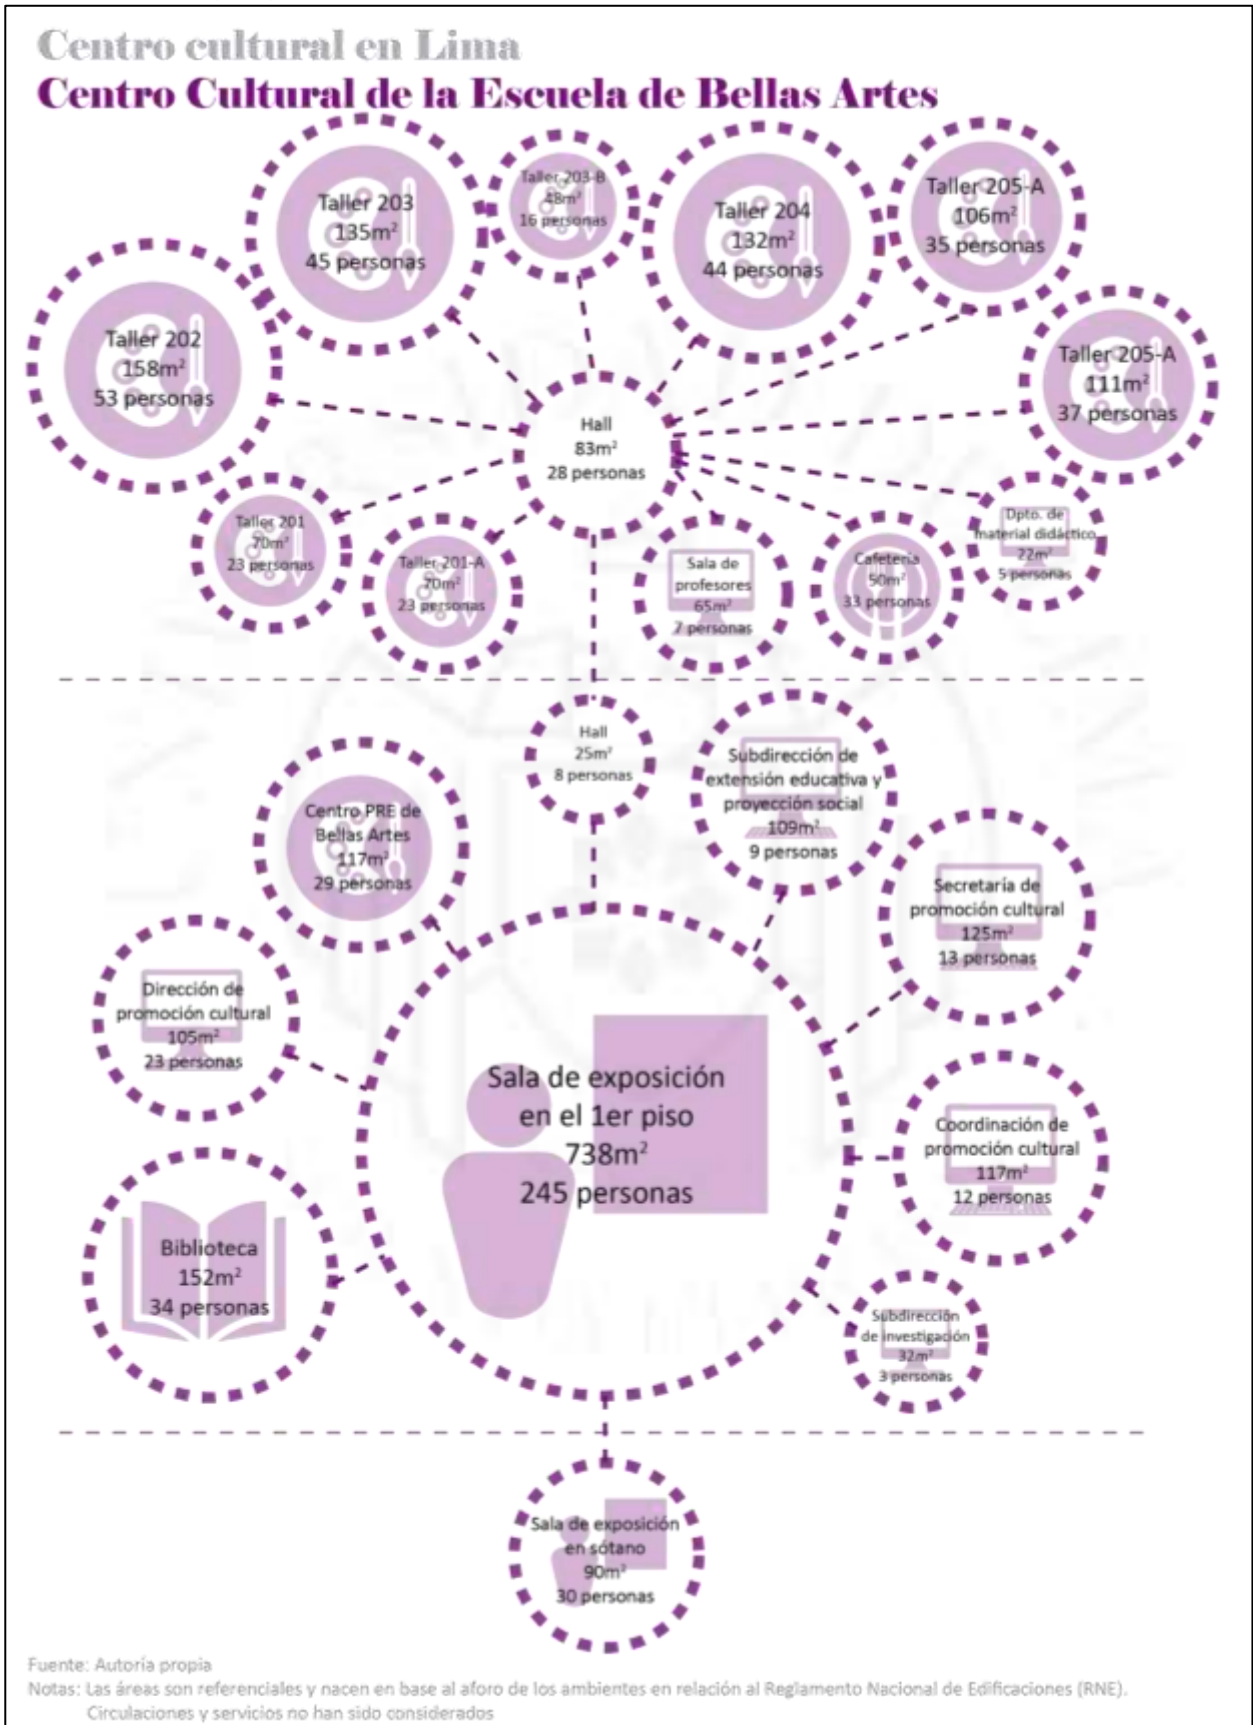 Centro cultural en Lima
Centro Cultural de la Escuela de Bellas Artes
Taller 203
135m²
45 personas
Taller 203-B
48m²
16 personas
Taller 204
132m²
44 personas
Taller 205-A
106m²
35 personas
Taller 202
158m²
53 personas
Hall
83m²
28 personas
Taller 205-A
111m²
37 personas
Taller 201
70m²
23 personas
Taller 201-A
70m²
23 personas
Sala de
profesores
65m²
7 personas
Cafetería
50m²
33 personas
Dpto. de
material didáctico
22m²
5 personas
Hall
25m²
8 personas
Centro PRE de
Bellas Artes
117m²
29 personas
Subdirección de
extensión educativa y
proyección social
109m²
9 personas
Secretaría de
promoción cultural
125m²
13 personas
Dirección de
promoción cultural
105m²
23 personas
Sala de exposición
en el 1er piso
738m²
245 personas
Coordinación de
promoción cultural
117m²
12 personas
Biblioteca
152m²
34 personas
Subdirección
de investigación
32m²
3 personas
Sala de exposición
en sótano
90m²
30 personas
Fuente: Autoría propia
Notas: Las áreas son referenciales y nacen en base al aforo de los ambientes en relación al Reglamento Nacional de Edificaciones (RNE).
Circulaciones y servicios no han sido considerados